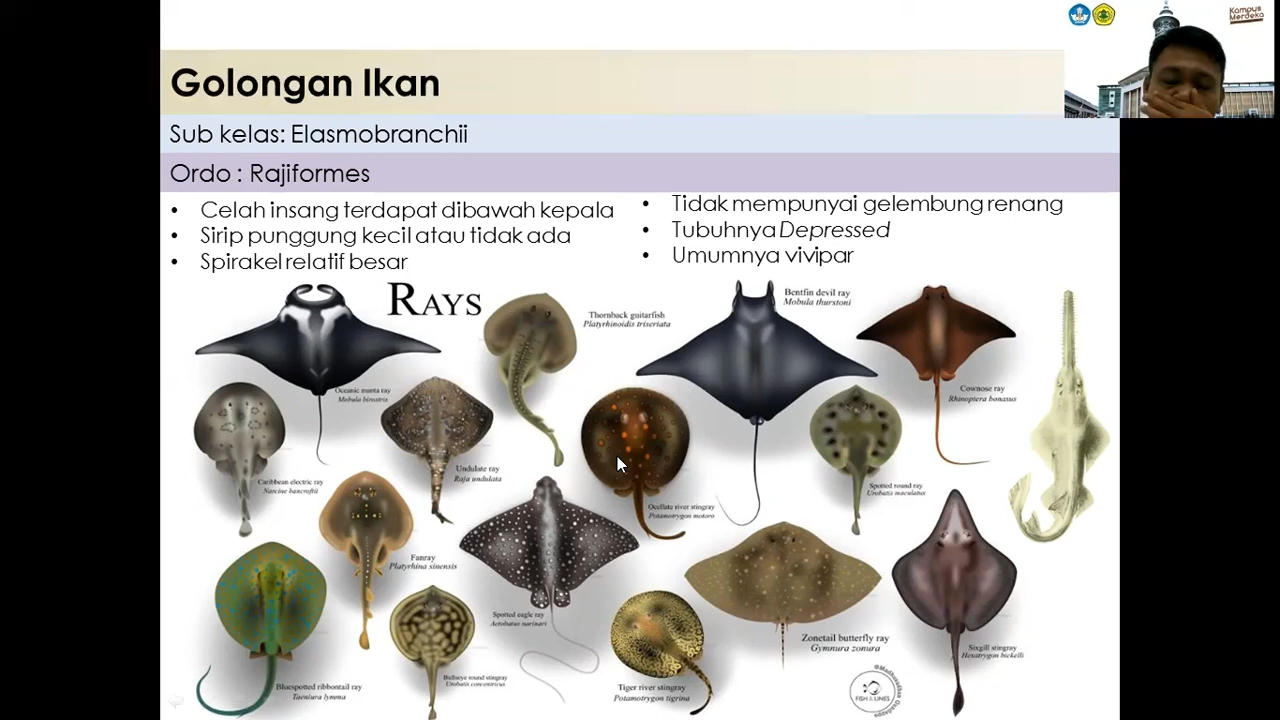 Kampus
Merdeka
Golongan Ikan
Sub kelas: Elasmobranchii
Ordo : Rajiformes
• Celah insang terdapat dibawah kepala
• Sirip punggung kecil atau tidak ada
• Spirakel relatif besar
• Tidak mempunyai gelembung renang
• Tubuhnya Depressed
• Umumnya vivipar
RAYS
Thornback guitarfish
Platyrhinoidis triseriata
Bentfin devil ray
Mobula thurstoni
Oceanic manta ray
Mobula birostris
Cownose ray
Rhinoptera bonasus
Caribbean electric ray
Narcine bancroftii
Undulate ray
Raja undulata
Spotted round ray
Urobatis maculatus
Ocellate river stingray
Potamotrygon motoro
Fanray
Platyrhina sinensis
Spotted eagle ray
Aetobatus narinari
Zonetail butterfly ray
Gymnura zonura
Sixgill stingray
Hexatrygon bickelli
Bluespotted ribbontail ray
Taeniura lymma
Bullseye round stingray
Urobatis concentricus
Tiger river stingray
Potamotrygon tigrina
FISH & LINES